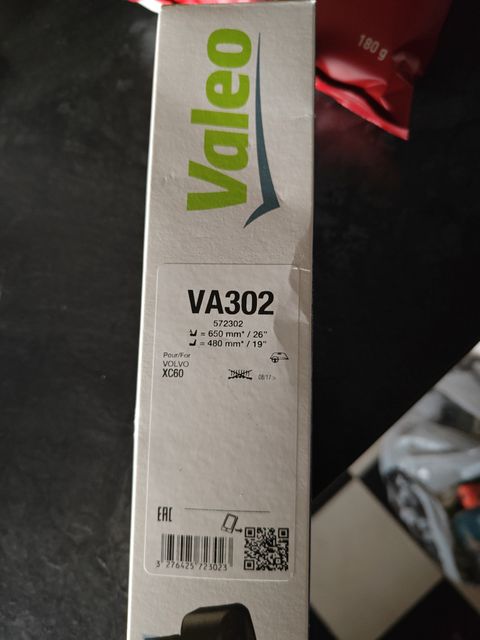 180 g
Valeo
VA302
572302
= 650 mm* / 26"
= 480 mm* / 19"
Pour/For
VOLVO
XC60
08/17 >
EAC
3 276425 723023